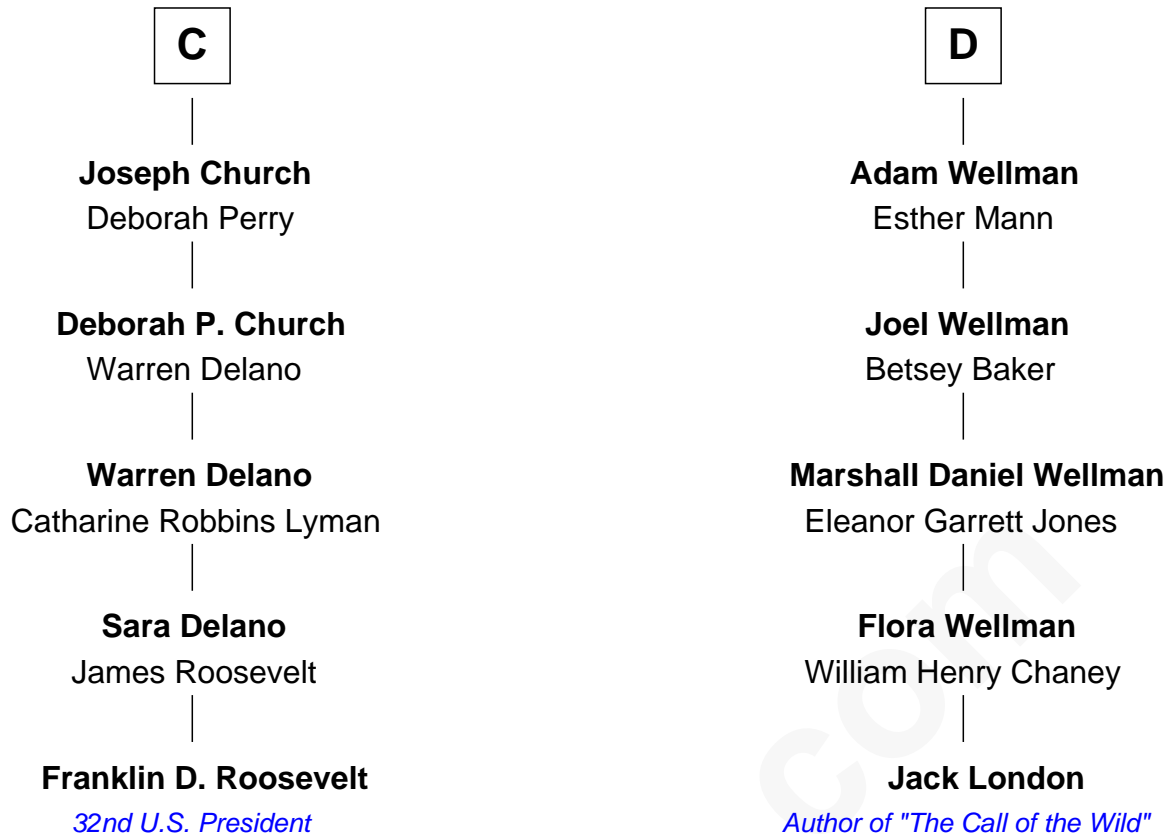 C
Joseph Church
Deborah Perry
Deborah P. Church
Warren Delano
Warren Delano
Catharine Robbins Lyman
Sara Delano
James Roosevelt
Franklin D. Roosevelt
32nd U.S. President
D
Adam Wellman
Esther Mann
Joel Wellman
Betsey Baker
Marshall Daniel Wellman
Eleanor Garrett Jones
Flora Wellman
William Henry Chaney
Jack London
Author of "The Call of the Wild"
com